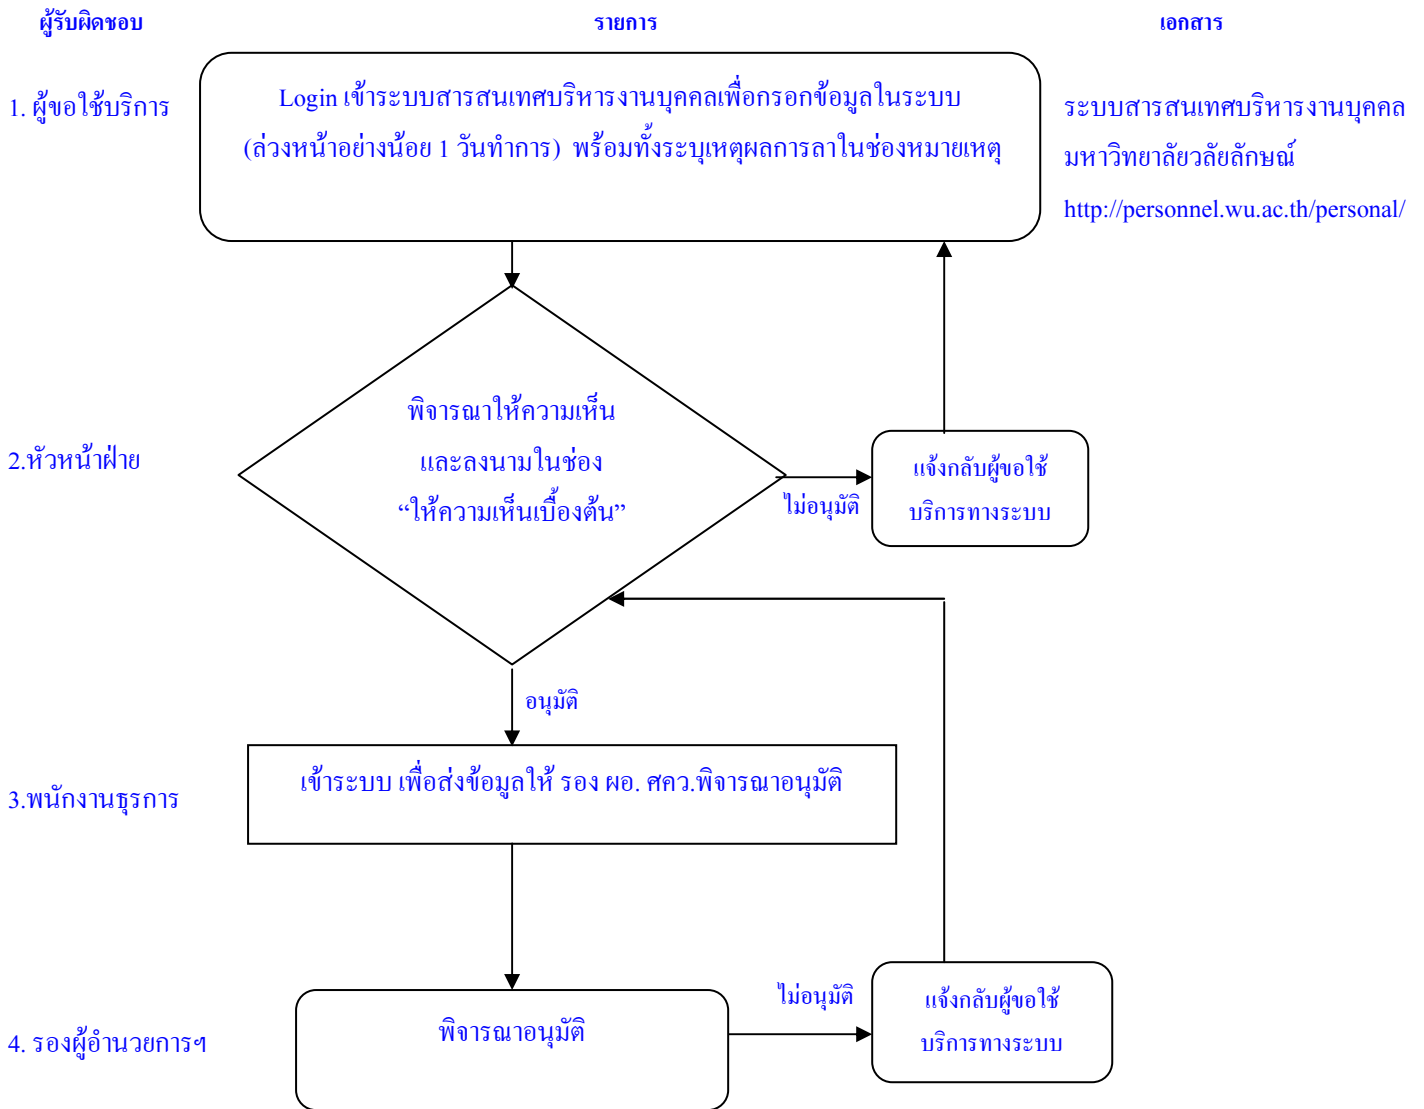 ผู้รับผิดชอบ รายการ เอกสาร
1. ผู้ขอใช้บริการ
Login เข้าระบบสารสนเทศบริหารงานบุคคลเพื่อกรอกข้อมูลในระบบ
(ล่วงหน้าอย่างน้อย 1 วันทำการ) พร้อมทั้งระบุเหตุผลการลาในช่องหมายเหตุ
ระบบสารสนเทศบริหารงานบุคคล
มหาวิทยาลัยวลัยลักษณ์
http://personnel.wu.ac.th/personal/
2.หัวหน้าฝ่าย
พิจารณาให้ความเห็น
และลงนามในช่อง
“ให้ความเห็นเบื้องต้น”
ไม่อนุมัติ
แจ้งกลับผู้ขอใช้
บริการทางระบบ
อนุมัติ
3.พนักงานธุรการ
เข้าระบบ เพื่อส่งข้อมูลให้ รอง ผอ. ศคว.พิจารณาอนุมัติ
4. รองผู้อำนวยการฯ
พิจารณาอนุมัติ
ไม่อนุมัติ
แจ้งกลับผู้ขอใช้
บริการทางระบบ